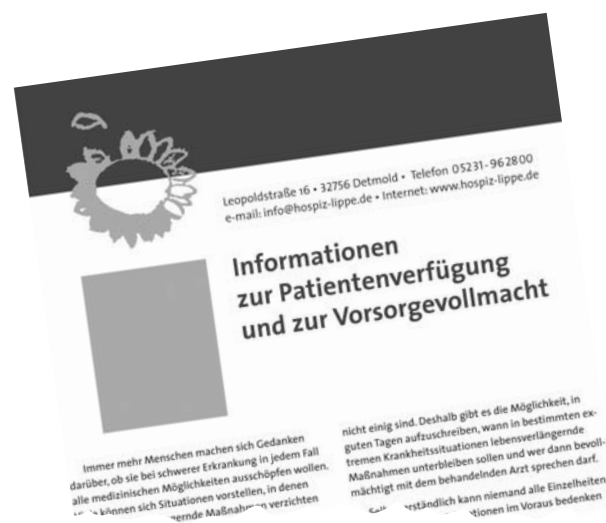 Leopoldstraße 16 • 32756 Detmold • Telefon 05231-962800
e-mail: info@hospiz-lippe.de • Internet: www.hospiz-lippe.de
Informationen
zur Patientenverfügung
und zur Vorsorgevollmacht
Immer mehr Menschen machen sich Gedanken
darüber, ob sie bei schwerer Erkrankung in jedem Fall
alle medizinischen Möglichkeiten ausschöpfen wollen.
können sich Situationen vorstellen, in denen
verzichten
nicht einig sind. Deshalb gibt es die Möglichkeit, in
guten Tagen aufzuschreiben, wann in bestimmten ex-
tremen Krankheitssituationen lebensverlängernde
Maßnahmen unterbleiben sollen und wer dann bevoll-
mächtigt mit dem behandelnden Arzt sprechen darf.
kann niemand alle Einzelheiten
im Voraus bedenken